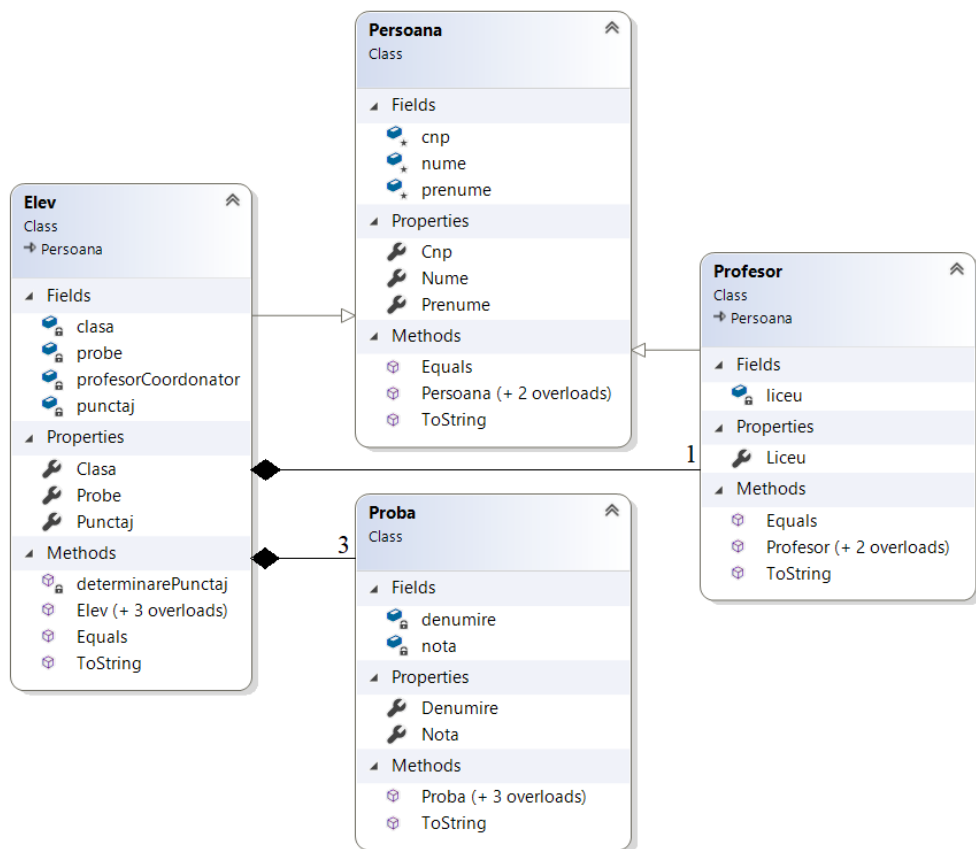 Persoana
Class
Fields
cnp
nume
prenume
Properties
Cnp
Nume
Prenume
Methods
Equals
Persoana (+ 2 overloads)
ToString
Elev
Class
Persoana
Fields
clasa
probe
profesorCoordonator
punctaj
Properties
Clasa
Probe
Punctaj
Methods
determinarePunctaj
Elev (+ 3 overloads)
Equals
ToString
Profesor
Class
Persoana
Fields
liceu
Properties
Liceu
Methods
Equals
Profesor (+ 2 overloads)
ToString
1
3
Proba
Class
Fields
denumire
nota
Properties
Denumire
Nota
Methods
Proba (+ 3 overloads)
ToString